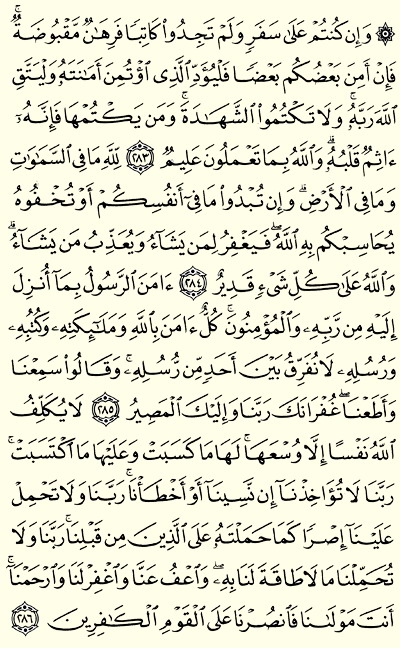 ۞ وَإِن كُنتُمْ عَلَىٰ سَفَرٍ وَلَمْ تَجِدُوا۟ كَاتِبًا فَرِهَـٰنٌ مَّقْبُوضَةٌ ۖ
فَإِنْ أَمِنَ بَعْضُكُم بَعْضًا فَلْيُؤَدِّ ٱلَّذِى ٱؤْتُمِنَ أَمَـٰنَتَهُۥ وَلْيَتَّقِ
ٱللَّهَ رَبَّهُۥ ۗ وَلَا تَكْتُمُوا۟ ٱلشَّهَـٰدَةَ ۚ وَمَن يَكْتُمْهَا فَإِنَّهُۥٓ
ءَاثِمٌ قَلْبُهُۥ ۗ وَٱللَّهُ بِمَا تَعْمَلُونَ عَلِيمٌ ٢٨٣ لِّلَّهِ مَا فِى ٱلسَّمَـٰوَٰتِ
وَمَا فِى ٱلْأَرْضِ ۗ وَإِن تُبْدُوا۟ مَا فِىٓ أَنفُسِكُمْ أَوْ تُخْفُوهُ
يُحَاسِبْكُم بِهِ ٱللَّهُ ۖ فَيَغْفِرُ لِمَن يَشَآءُ وَيُعَذِّبُ مَن يَشَآءُ ۗ
وَٱللَّهُ عَلَىٰ كُلِّ شَىْءٍ قَدِيرٌ ٢٨٤ ءَامَنَ ٱلرَّسُولُ بِمَآ أُنزِلَ
إِلَيْهِ مِن رَّبِّهِۦ وَٱلْمُؤْمِنُونَ ۚ كُلٌّ ءَامَنَ بِٱللَّهِ وَمَلَـٰٓئِكَتِهِۦ وَكُتُبِهِۦ
وَرُسُلِهِۦ لَا نُفَرِّقُ بَيْنَ أَحَدٍ مِّن رُّسُلِهِۦ ۚ وَقَالُوا۟ سَمِعْنَا
وَأَطَعْنَا ۖ غُفْرَانَكَ رَبَّنَا وَإِلَيْكَ ٱلْمَصِيرُ ٢٨٥ لَا يُكَلِّفُ
ٱللَّهُ نَفْسًا إِلَّا وُسْعَهَا ۚ لَهَا مَا كَسَبَتْ وَعَلَيْهَا مَا ٱكْتَسَبَتْ ۗ
رَبَّنَا لَا تُؤَاخِذْنَآ إِن نَّسِينَآ أَوْ أَخْطَأْنَا ۚ رَبَّنَا وَلَا تَحْمِلْ
عَلَيْنَآ إِصْرًا كَمَا حَمَلْتَهُۥ عَلَى ٱلَّذِينَ مِن قَبْلِنَا ۚ رَبَّنَا وَلَا
تُحَمِّلْنَا مَا لَا طَاقَةَ لَنَا بِهِۦ ۖ وَٱعْفُ عَنَّا وَٱغْفِرْ لَنَا وَٱرْحَمْنَآ ۚ
أَنتَ مَوْلَىٰنَا فَٱنصُرْنَا عَلَى ٱلْقَوْمِ ٱلْكَـٰفِرِينَ ٢٨٦